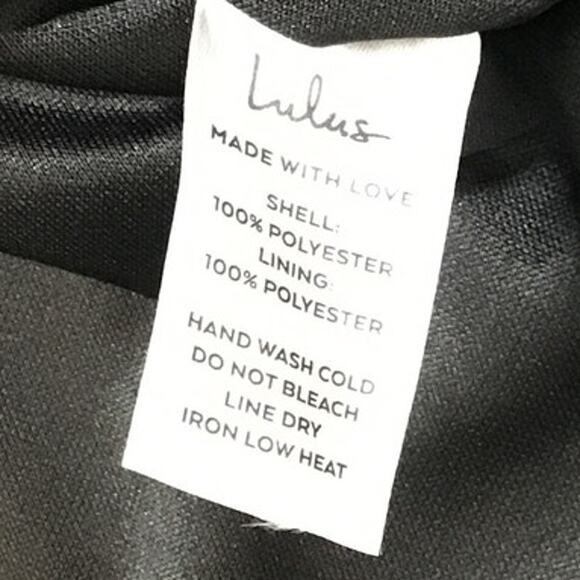 Lulus
MADE WITH LOVE
SHELL:
100% POLYESTER
LINING:
100% POLYESTER
HAND WASH COLD
DO NOT BLEACH
LINE DRY
IRON LOW HEAT